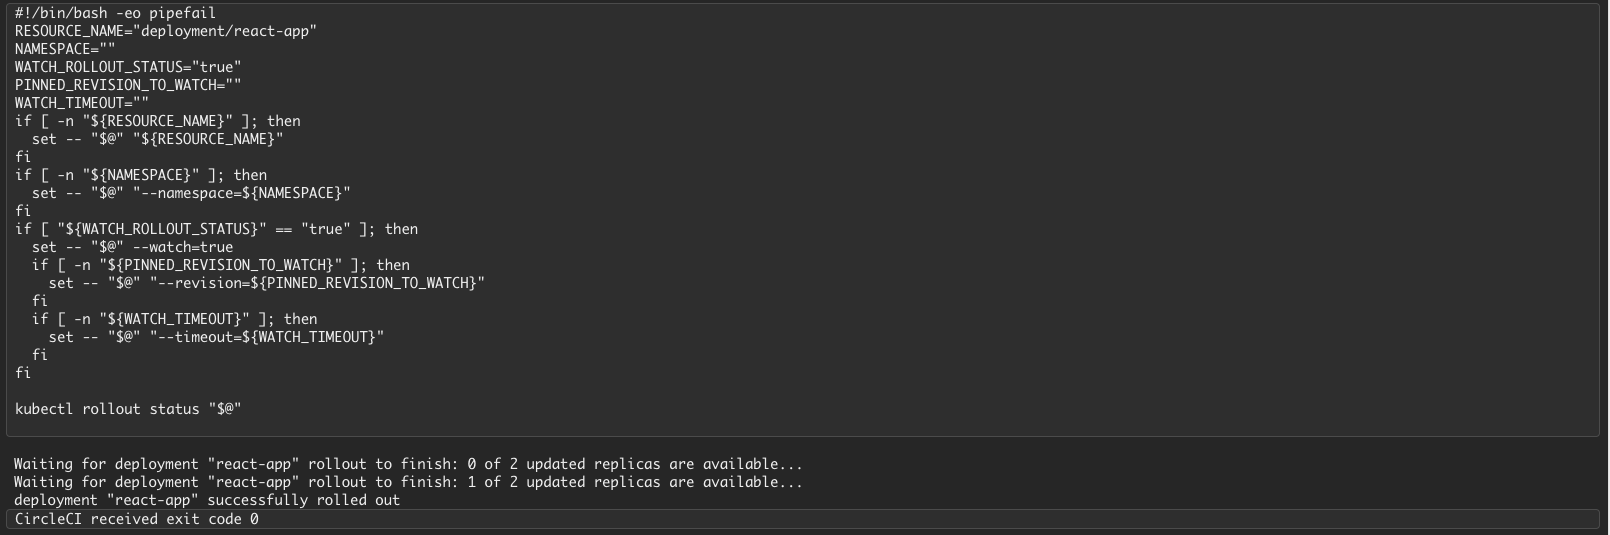 #!/bin/bash -eo pipefail
RESOURCE_NAME="deployment/react-app"
NAMESPACE=""
WATCH_ROLLOUT_STATUS="true"
PINNED_REVISION_TO_WATCH=""
WATCH_TIMEOUT=""
if [ -n "${RESOURCE_NAME}" ]; then
  set -- "$@" "${RESOURCE_NAME}"
fi
if [ -n "${NAMESPACE}" ]; then
  set -- "$@" "--namespace=${NAMESPACE}"
fi
if [ "${WATCH_ROLLOUT_STATUS}" == "true" ]; then
  set -- "$@" --watch=true
  if [ -n "${PINNED_REVISION_TO_WATCH}" ]; then
    set -- "$@" "--revision=${PINNED_REVISION_TO_WATCH}"
  fi
  if [ -n "${WATCH_TIMEOUT}" ]; then
    set -- "$@" "--timeout=${WATCH_TIMEOUT}"
  fi
fi

kubectl rollout status "$@"

Waiting for deployment "react-app" rollout to finish: 0 of 2 updated replicas are available...
Waiting for deployment "react-app" rollout to finish: 1 of 2 updated replicas are available...
deployment "react-app" successfully rolled out
CircleCI received exit code 0